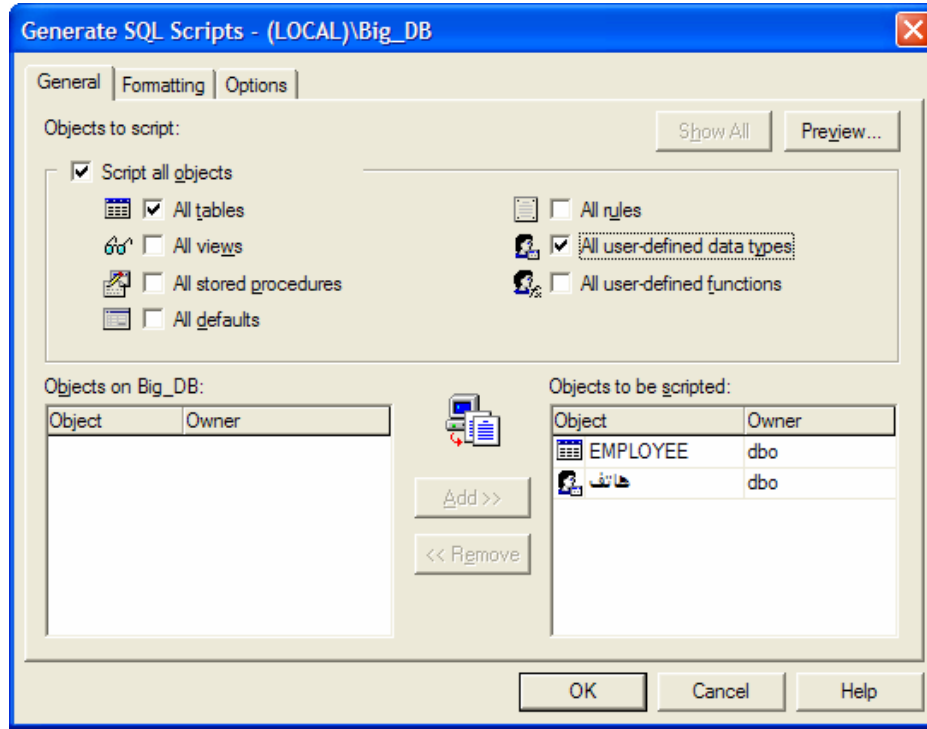 Generate SQL Scripts - (LOCAL)\Big_DB
General Formatting Options
Objects to script:
Show All Preview...
Script all objects
All tables All rules
All views All user-defined data types
All stored procedures All user-defined functions
All defaults
Objects on Big_DB: Objects to be scripted:
Object Owner Object Owner
EMPLOYEE dbo
هاتف dbo
Add >>
<< Remove
OK Cancel Help